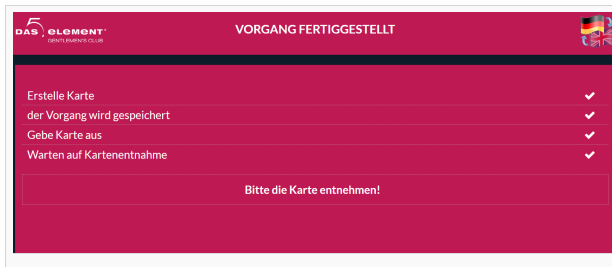 DAS 5. eLEMENT
GENTLEMEN'S CLUB
VORGANG FERTIGGESTELLT
Erstelle Karte
der Vorgang wird gespeichert
Gebe Karte aus
Warten auf Kartenentnahme
Bitte die Karte entnehmen!